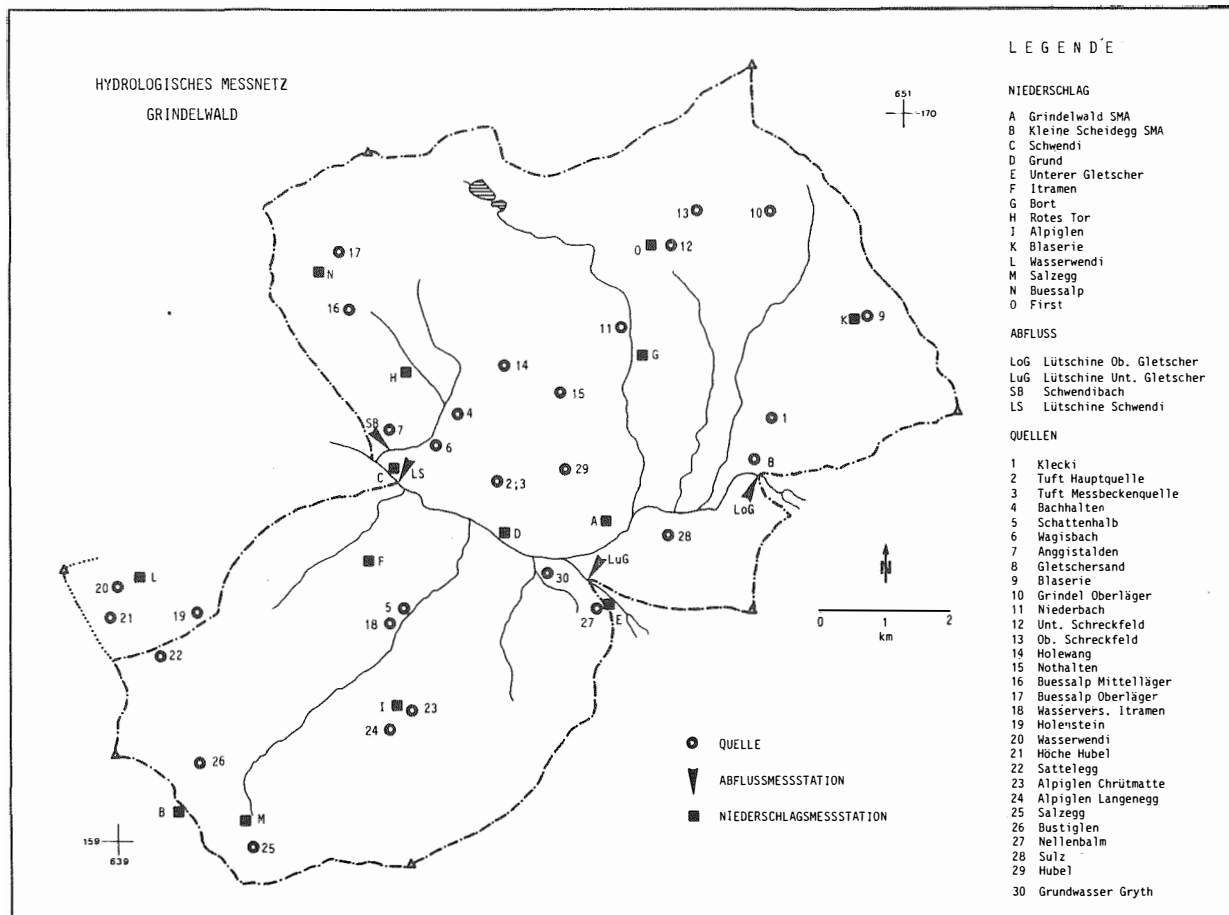 HYDROLOGISCHES MESSNETZ
GRINDELWALD
651
170
13
10
17
O
12
N
16
11
K
9
G
14
H
15
4
1
SB
7
6
8
C
LS
29
2;3
LoG
A
D
28
F
LuG
N
30
20
L
5
E
27
21
19
18
0 1 2
km
22
I
23
24
26
QUELLE
ABFLUSSMESSSTATION
B
M
NIEDERSCHLAGSMESSSTATION
159
639
25
LEGENDE
NIEDERSCHLAG
A Grindelwald SMA
B Kleine Scheidegg SMA
C Schwendi
D Grund
E Unterer Gletscher
F Itramen
G Bort
H Rotes Tor
I Alpiglen
K Blaserie
L Wasserwendi
M Salzegg
N Buessalp
O First
ABFLUSS
LoG Lütschine Ob. Gletscher
LuG Lütschine Unt. Gletscher
SB Schwendibach
LS Lütschine Schwendi
QUELLEN
1 Klecki
2 Tuft Hauptquelle
3 Tuft Messbeckenquelle
4 Bachhalten
5 Schattenhalb
6 Wagisbach
7 Anggistalden
8 Gletschersand
9 Blaserie
10 Grindel Oberläger
11 Niederbach
12 Unt. Schreckfeld
13 Ob. Schreckfeld
14 Holewang
15 Nothalten
16 Buessalp Mittelläger
17 Buessalp Oberläger
18 Wasservers. Itramen
19 Holenstein
20 Wasserwendi
21 Höche Hubel
22 Sattelegg
23 Alpiglen Chrütmatte
24 Alpiglen Langenegg
25 Salzegg
26 Bustiglen
27 Nellenbalm
28 Sulz
29 Hubel
30 Grundwasser Gryth